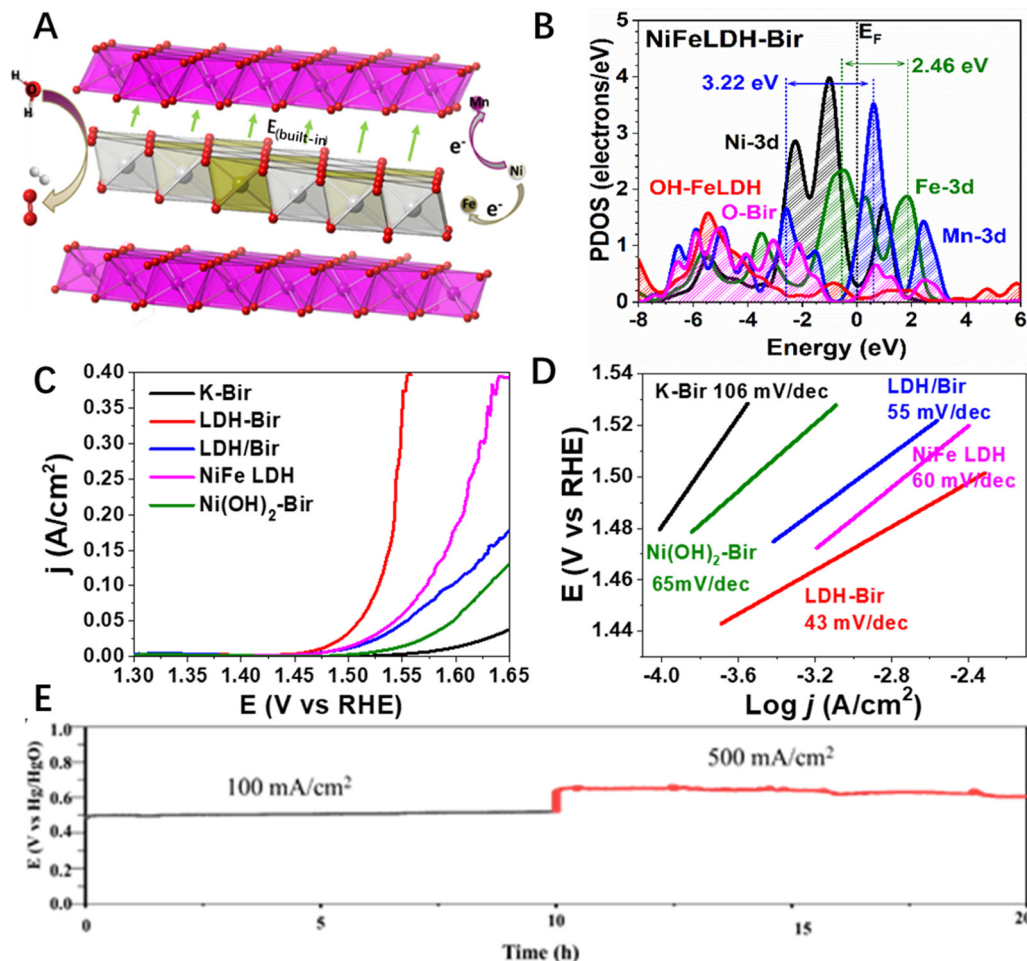 A
H
O
H
E(built-in)
Mn
e⁻
Ni
Fe
e⁻
B
NiFeLDH-Bir
E_F
2.46 eV
3.22 eV
Ni-3d
OH-FeLDH
O-Bir
Fe-3d
Mn-3d
PDOS (electrons/eV)
5
4
3
2
1
0
-8 -6 -4 -2 0 2 4 6
Energy (eV)
C
K-Bir
LDH-Bir
LDH/Bir
NiFe LDH
Ni(OH)₂-Bir
j (A/cm²)
0.40
0.35
0.30
0.25
0.20
0.15
0.10
0.05
0.00
1.30 1.35 1.40 1.45 1.50 1.55 1.60 1.65
E (V vs RHE)
D
K-Bir 106 mV/dec
LDH/Bir
55 mV/dec
NiFe LDH
60 mV/dec
Ni(OH)₂-Bir
65mV/dec
LDH-Bir
43 mV/dec
E (V vs RHE)
1.54
1.52
1.50
1.48
1.46
1.44
-4.0 -3.6 -3.2 -2.8 -2.4
Log j (A/cm²)
E
100 mA/cm²
500 mA/cm²
E (V vs Hg/HgO)
1.0
0.8
0.6
0.4
0.2
0.0
0 5 10 15 20
Time (h)